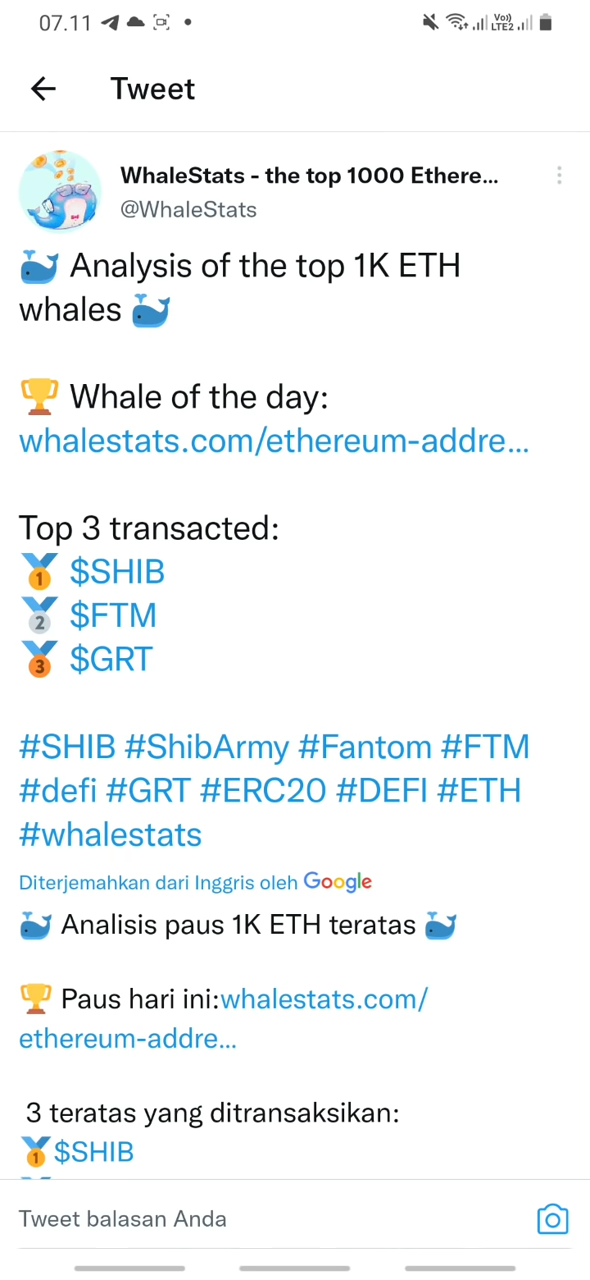 07.11
Vo))
LTE2
Tweet
WhaleStats - the top 1000 Ethere...
@WhaleStats
🐳 Analysis of the top 1K ETH
whales 🐳
🏆 Whale of the day:
whalestats.com/ethereum-addre...
Top 3 transacted:
🥇 $SHIB
🥈 $FTM
🥉 $GRT
#SHIB #ShibArmy #Fantom #FTM
#defi #GRT #ERC20 #DEFI #ETH
#whalestats
Diterjemahkan dari Inggris oleh Google
🐳 Analisis paus 1K ETH teratas 🐳
🏆 Paus hari ini:whalestats.com/
ethereum-addre...
3 teratas yang ditransaksikan:
🥇$SHIB
Tweet balasan Anda